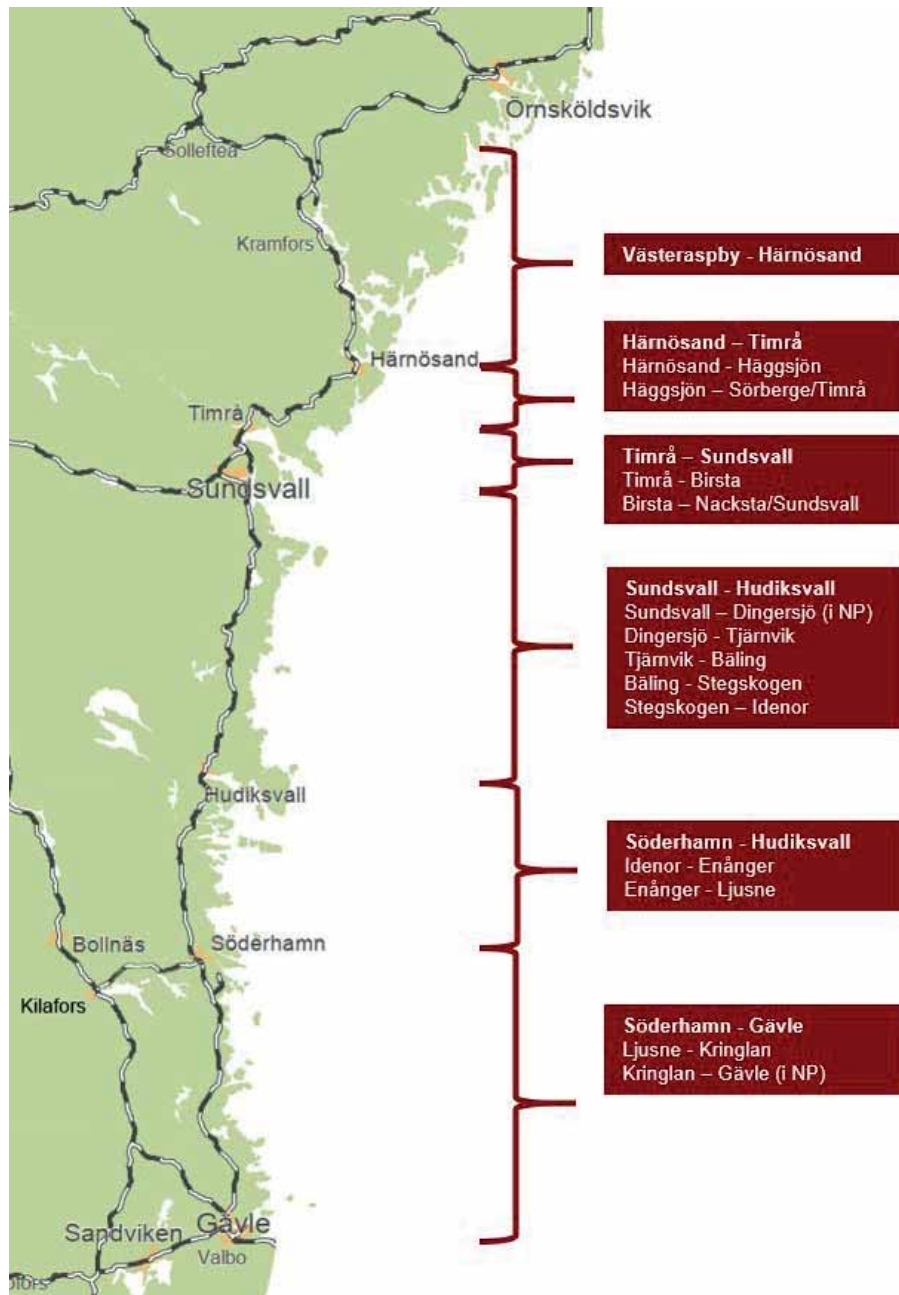 Örnsköldsvik
Sollefteå
Kramfors
Härnösand
Timrå
Sundsvall
Hudiksvall
Bollnäs
Söderhamn
Kilafors
Sandviken
Gävle
Valbo
Västeraspby - Härnösand
Härnösand – Timrå
Härnösand - Häggsjön
Häggsjön – Sörberge/Timrå
Timrå – Sundsvall
Timrå - Birsta
Birsta – Nacksta/Sundsvall
Sundsvall - Hudiksvall
Sundsvall – Dingersjö (i NP)
Dingersjö - Tjärnvik
Tjärnvik - Bäling
Bäling - Stegskogen
Stegskogen – Idenor
Söderhamn - Hudiksvall
Idenor - Enånger
Enånger - Ljusne
Söderhamn - Gävle
Ljusne - Kringlan
Kringlan – Gävle (i NP)